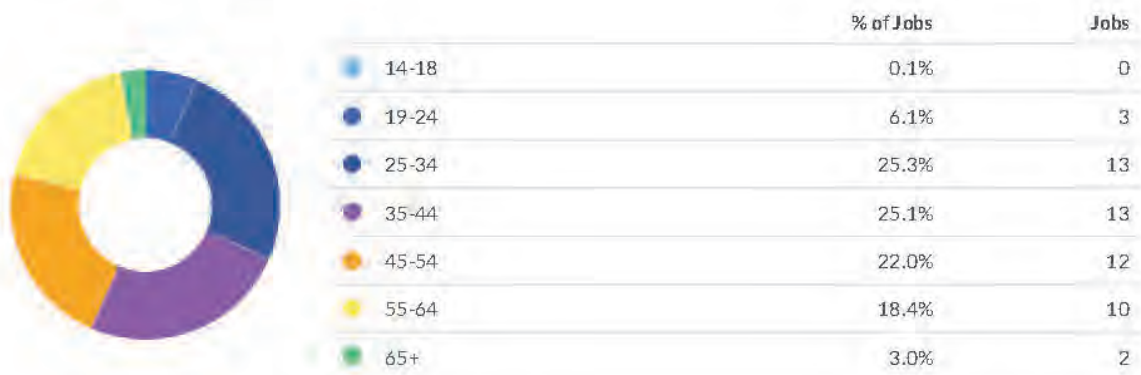 % of Jobs Jobs
14-18 0.1% 0
19-24 6.1% 3
25-34 25.3% 13
35-44 25.1% 13
45-54 22.0% 12
55-64 18.4% 10
65+ 3.0% 2